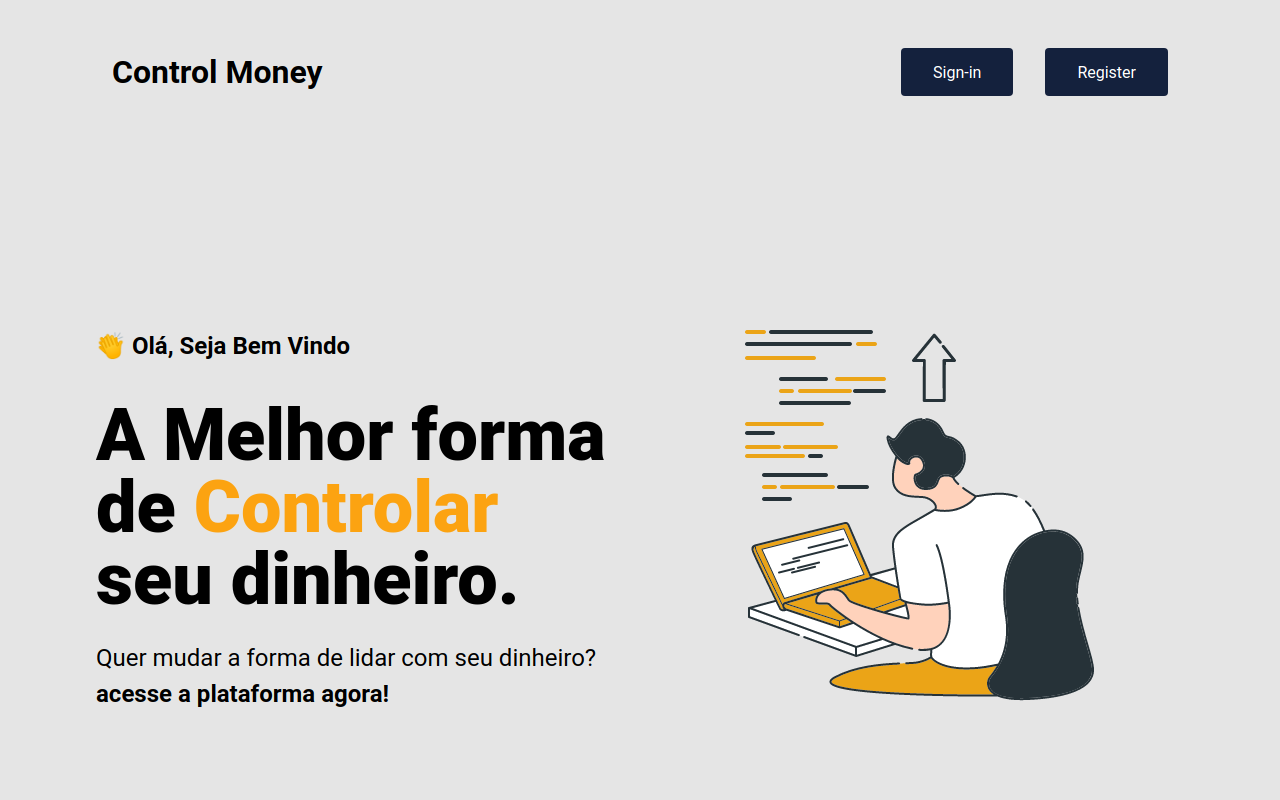 Control Money
Sign-in
Register
👋 Olá, Seja Bem Vindo
A Melhor forma
de Controlar
seu dinheiro.
Quer mudar a forma de lidar com seu dinheiro?
acesse a plataforma agora!